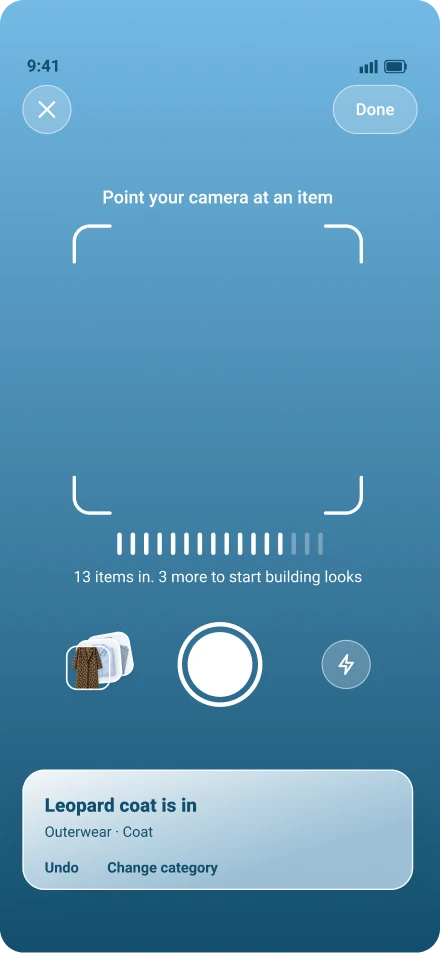 9:41
Done
Point your camera at an item
13 items in. 3 more to start building looks
Leopard coat is in
Outerwear · Coat
Undo Change category